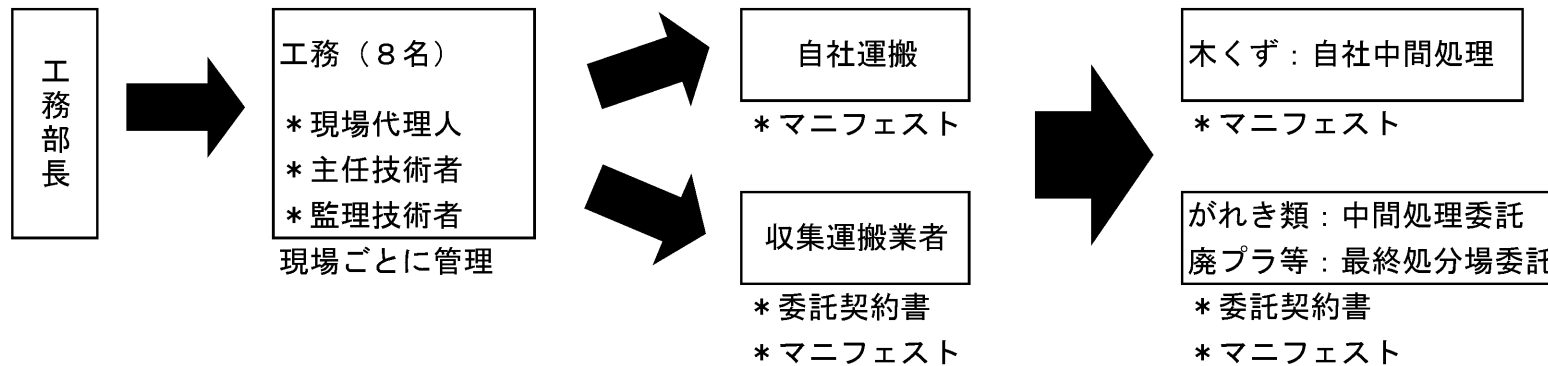 工務部長
工務（８名）
＊現場代理人
＊主任技術者
＊監理技術者
現場ごとに管理
自社運搬
＊マニフェスト
収集運搬業者
＊委託契約書
＊マニフェスト
木くず：自社中間処理
＊マニフェスト
がれき類：中間処理委託
廃プラ等：最終処分場委託
＊委託契約書
＊マニフェスト